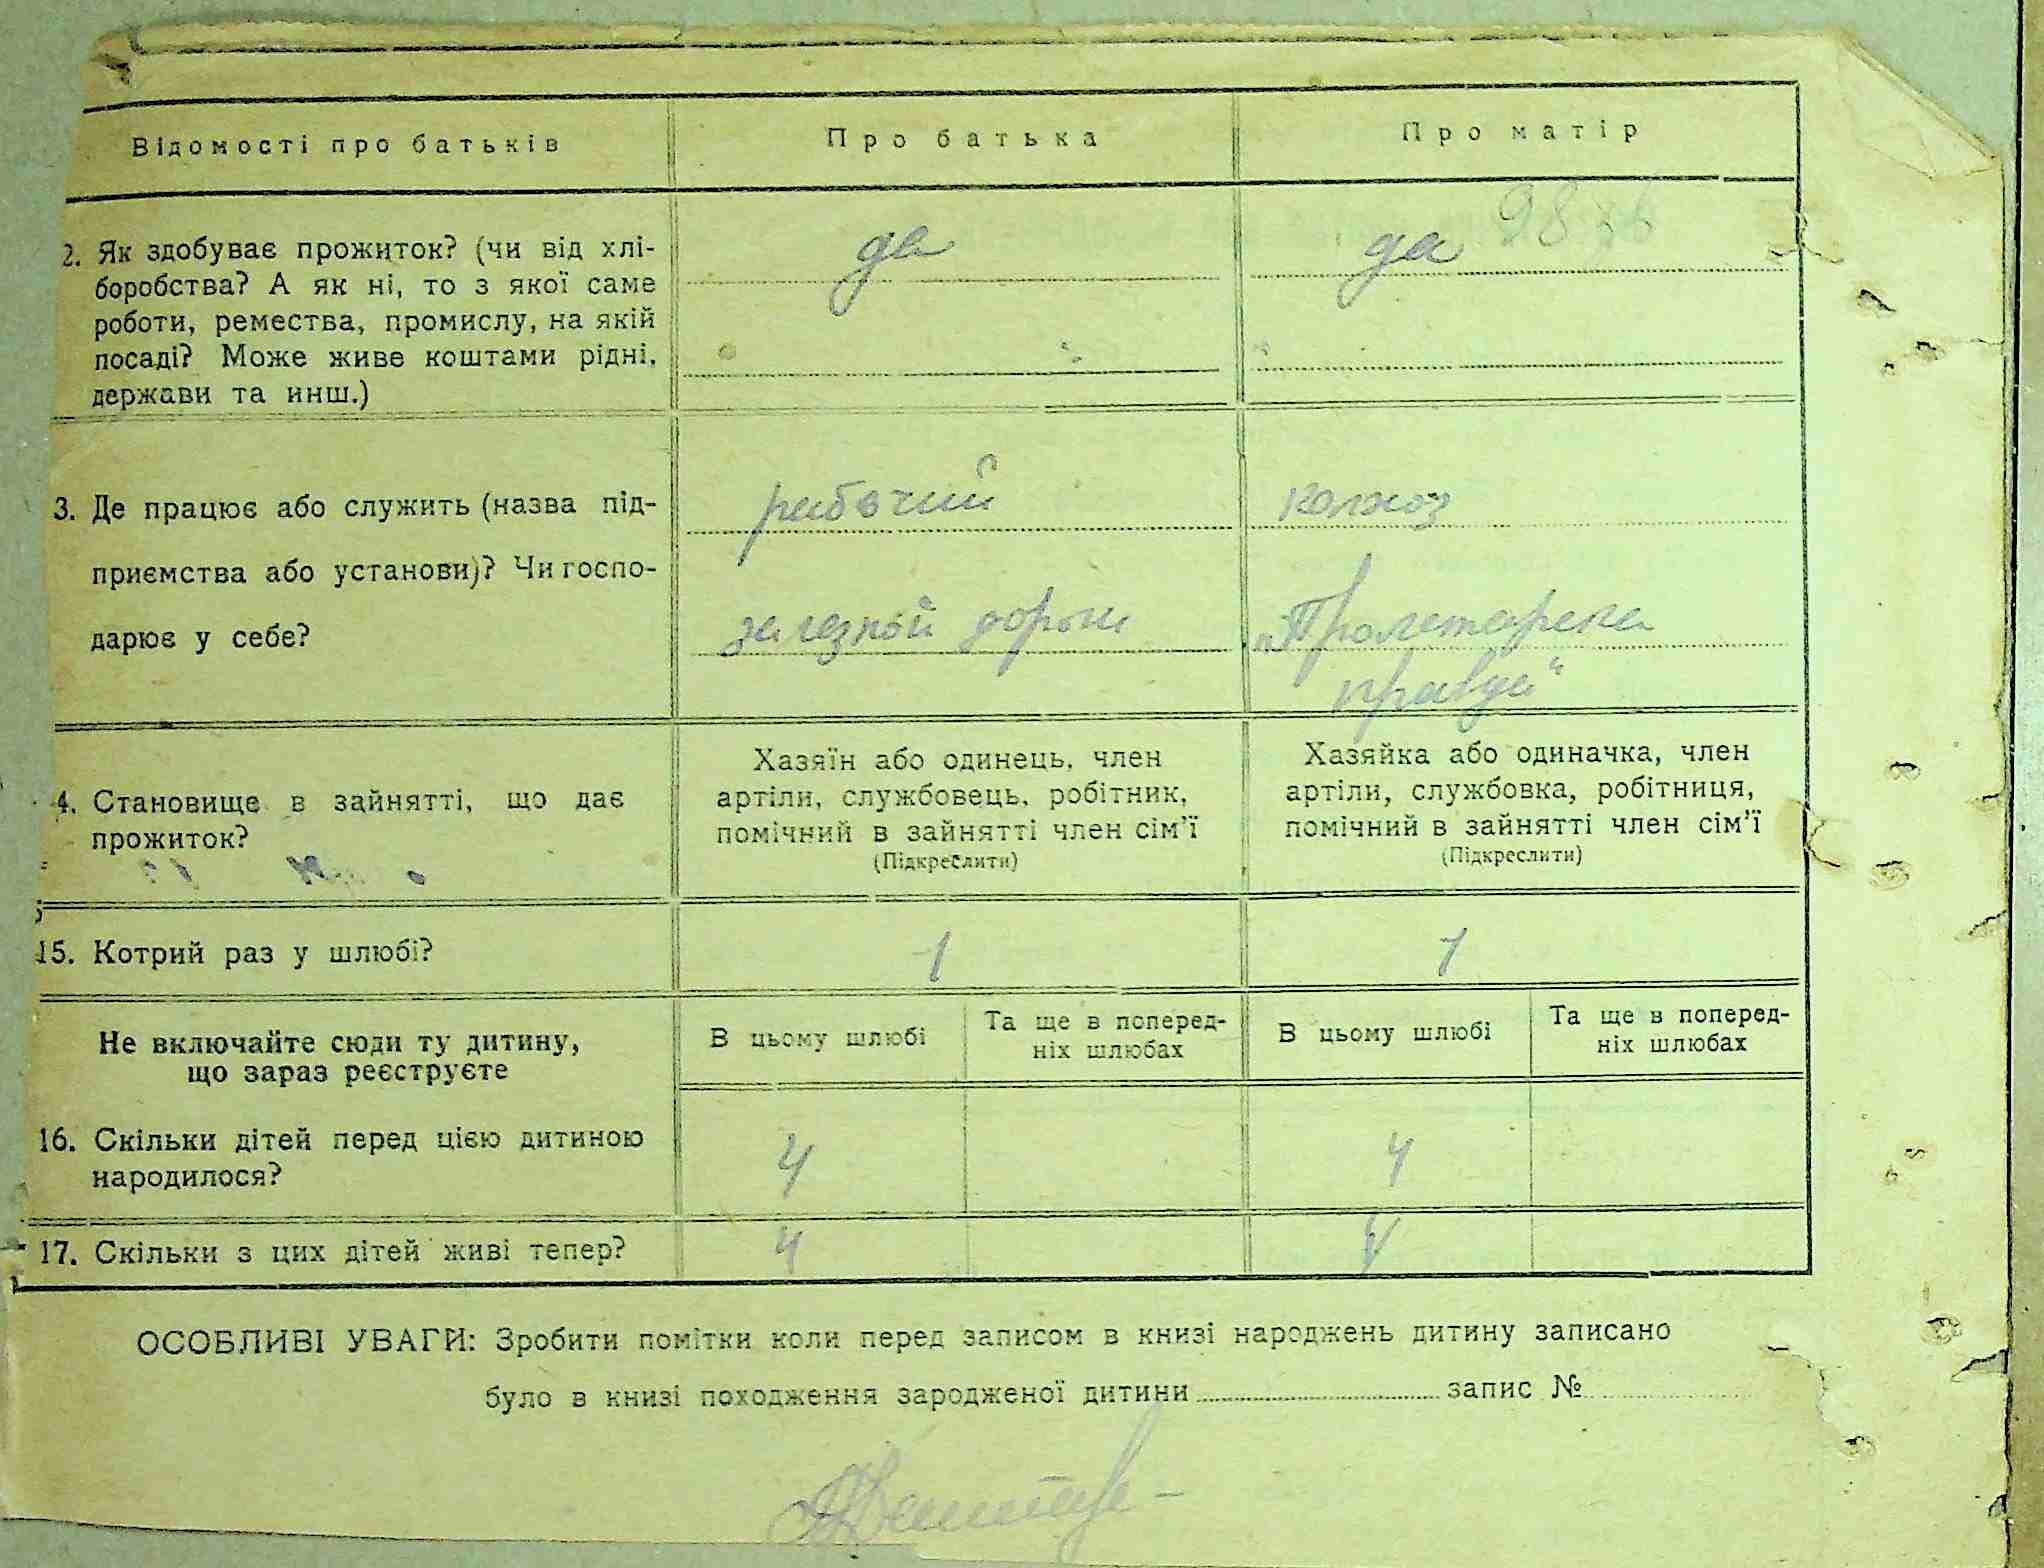 Відомості про батьків
Про батька
Про матір
98
2. Як здобуває прожиток? (чи від хлі-
боробства? А як ні, то з якої саме
роботи, ремества, промислу, на якій
посаді? Може живе коштами рідні,
держави та инш.)
да
да
3. Де працює або служить (назва під-
приємства або установи)? Чи госпо-
дарює у себе?
рабочий
зелезной дороги
колхоз
„Пролетарска
правда"
4. Становище в зайнятті, що дає
прожиток?
Хазяїн або одинець, член
артіли, службовець, робітник,
помічний в зайнятті член сім'ї
(Підкреслити)
Хазяйка або одиначка, член
артіли, службовка, робітниця,
помічний в зайнятті член сім'ї
(Підкреслити)
15. Котрий раз у шлюбі?
1
1
Не включайте сюди ту дитину,
що зараз реєструєте
В цьому шлюбі
Та ще в поперед-
ніх шлюбах
В цьому шлюбі
Та ще в поперед-
ніх шлюбах
16. Скільки дітей перед цією дитиною
народилося?
4
4
17. Скільки з цих дітей живі тепер?
4
4
ОСОБЛИВІ УВАГИ: Зробити помітки коли перед записом в книзі народжень дитину записано
було в книзі походження зародженої дитини запис №